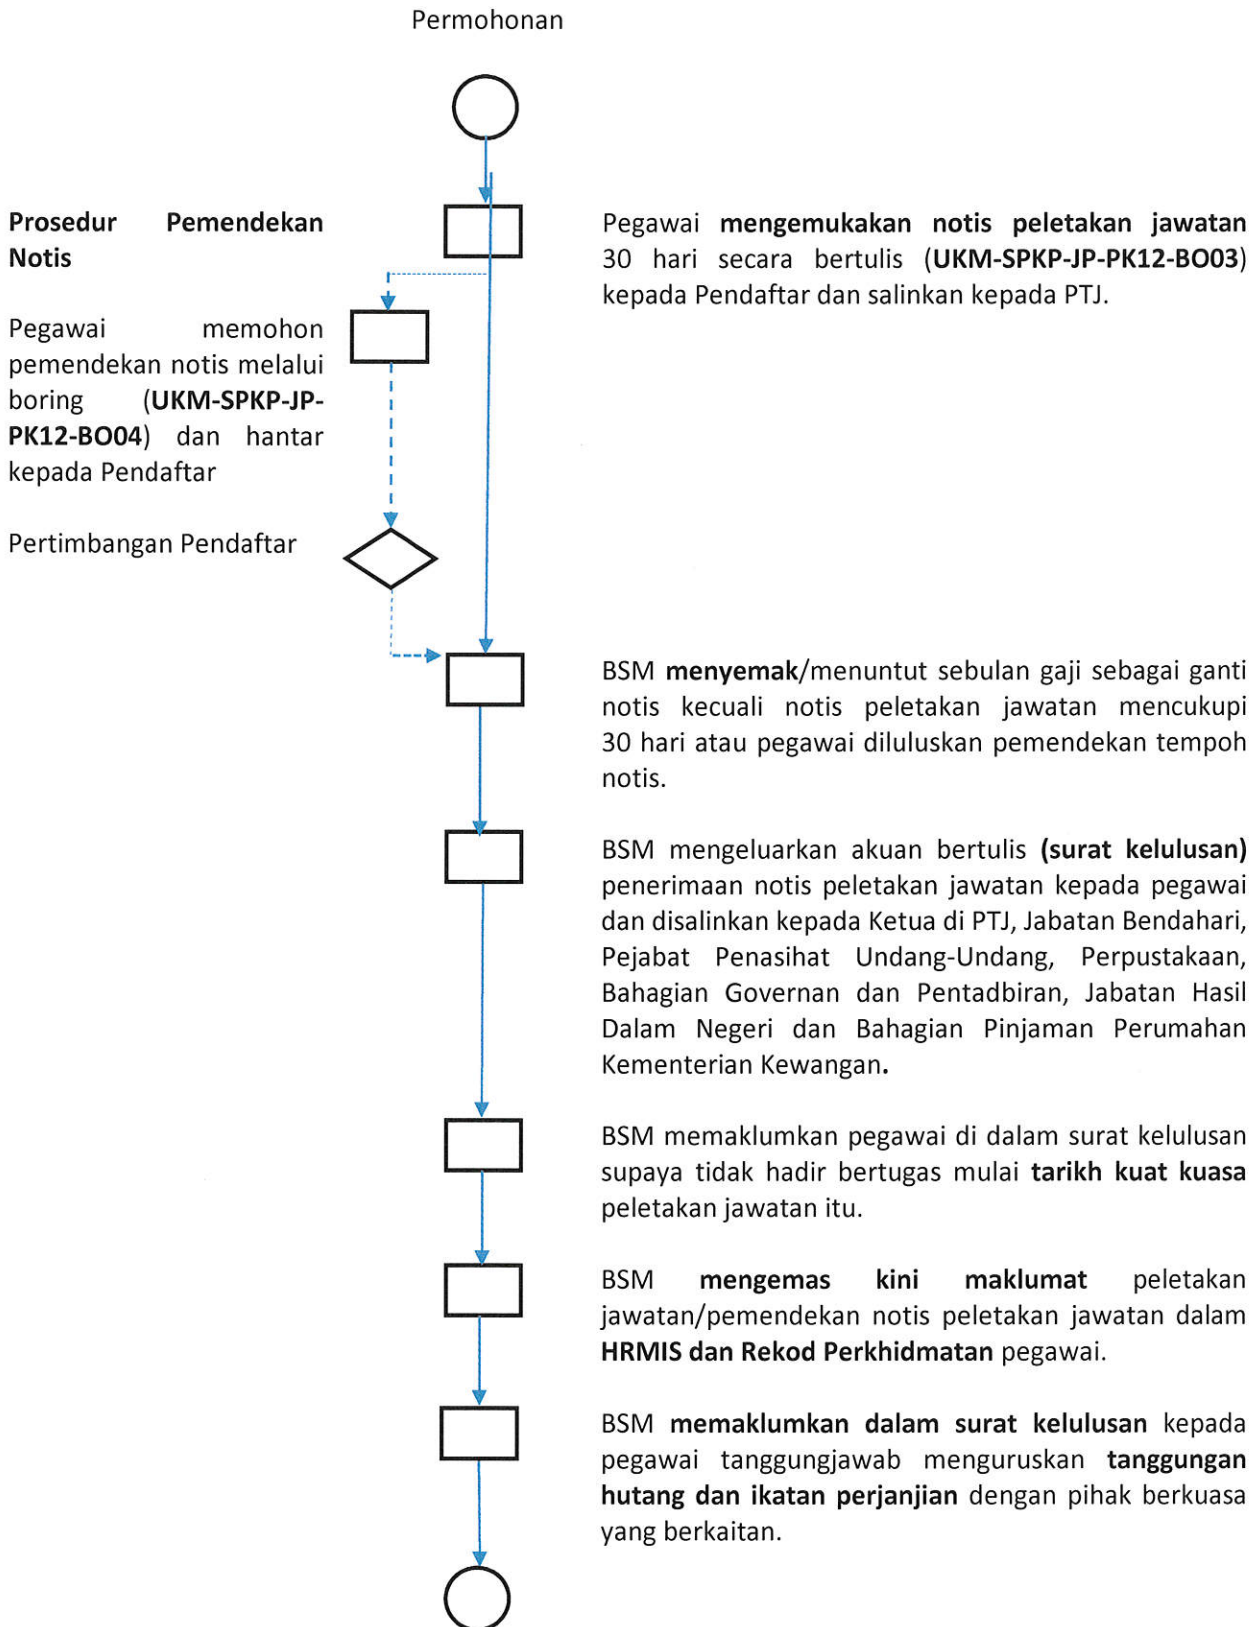 Permohonan
Prosedur Pemendekan
Notis
Pegawai memohon
pemendekan notis melalui
boring (UKM-SPKP-JP-
PK12-BO04) dan hantar
kepada Pendaftar
Pertimbangan Pendaftar
Pegawai mengemukakan notis peletakan jawatan
30 hari secara bertulis (UKM-SPKP-JP-PK12-BO03)
kepada Pendaftar dan salinkan kepada PTJ.
BSM menyemak/menuntut sebulan gaji sebagai ganti
notis kecuali notis peletakan jawatan mencukupi
30 hari atau pegawai diluluskan pemendekan tempoh
notis.
BSM mengeluarkan akuan bertulis (surat kelulusan)
penerimaan notis peletakan jawatan kepada pegawai
dan disalinkan kepada Ketua di PTJ, Jabatan Bendahari,
Pejabat Penasihat Undang-Undang, Perpustakaan,
Bahagian Governan dan Pentadbiran, Jabatan Hasil
Dalam Negeri dan Bahagian Pinjaman Perumahan
Kementerian Kewangan.
BSM memaklumkan pegawai di dalam surat kelulusan
supaya tidak hadir bertugas mulai tarikh kuat kuasa
peletakan jawatan itu.
BSM mengemas kini maklumat peletakan
jawatan/pemendekan notis peletakan jawatan dalam
HRMIS dan Rekod Perkhidmatan pegawai.
BSM memaklumkan dalam surat kelulusan kepada
pegawai tanggungjawab menguruskan tanggungan
hutang dan ikatan perjanjian dengan pihak berkuasa
yang berkaitan.